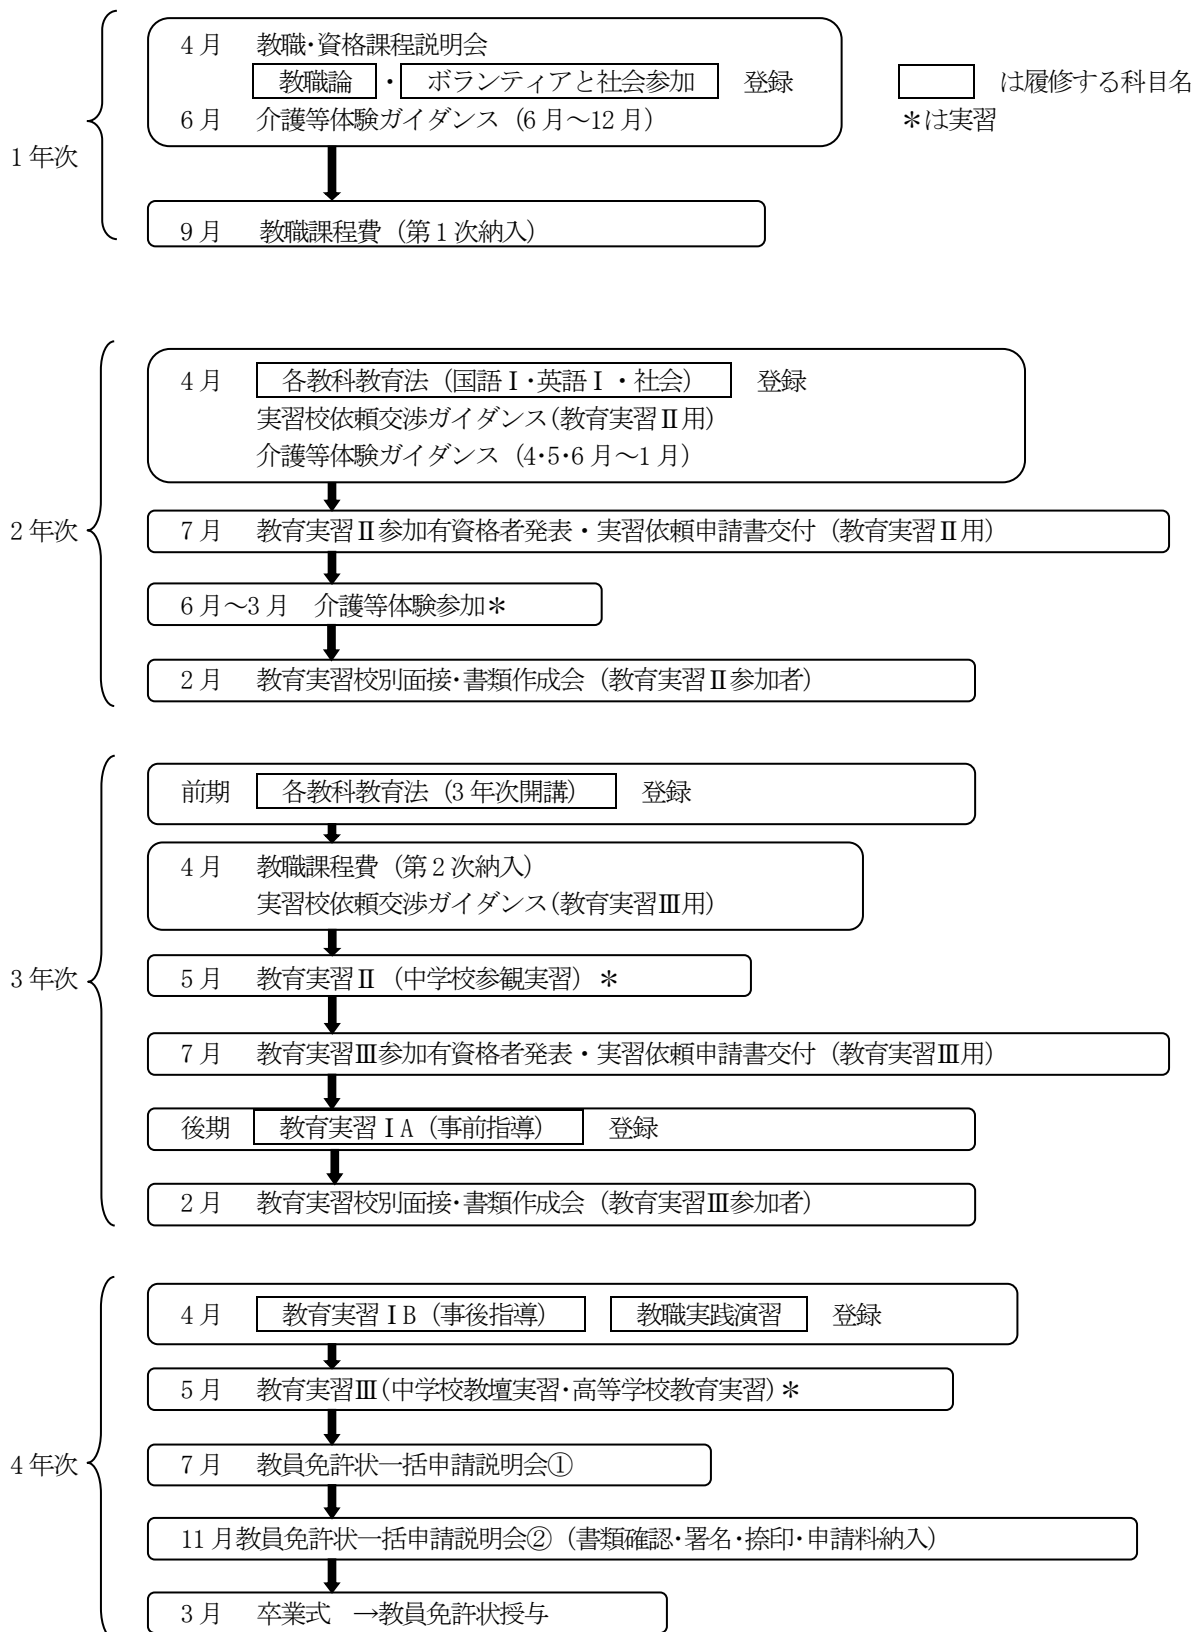 4月 教職・資格課程説明会
教職論 ・ ボランティアと社会参加 登録
6月 介護等体験ガイダンス（6月～12月）
は履修する科目名
＊は実習
1年次
9月 教職課程費（第1次納入）
2年次
4月 各教科教育法（国語Ⅰ・英語Ⅰ・社会） 登録
実習校依頼交渉ガイダンス（教育実習Ⅱ用）
介護等体験ガイダンス（4・5・6月～1月）
7月 教育実習Ⅱ参加有資格者発表・実習依頼申請書交付（教育実習Ⅱ用）
6月～3月 介護等体験参加＊
2月 教育実習校別面接・書類作成会（教育実習Ⅱ参加者）
3年次
前期 各教科教育法（3年次開講） 登録
4月 教職課程費（第2次納入）
実習校依頼交渉ガイダンス（教育実習Ⅲ用）
5月 教育実習Ⅱ（中学校参観実習）＊
7月 教育実習Ⅲ参加有資格者発表・実習依頼申請書交付（教育実習Ⅲ用）
後期 教育実習ⅠA（事前指導） 登録
2月 教育実習校別面接・書類作成会（教育実習Ⅲ参加者）
4年次
4月 教育実習ⅠB（事後指導） 教職実践演習 登録
5月 教育実習Ⅲ（中学校教壇実習・高等学校教育実習）＊
7月 教員免許状一括申請説明会①
11月教員免許状一括申請説明会②（書類確認・署名・捺印・申請料納入）
3月 卒業式 →教員免許状授与